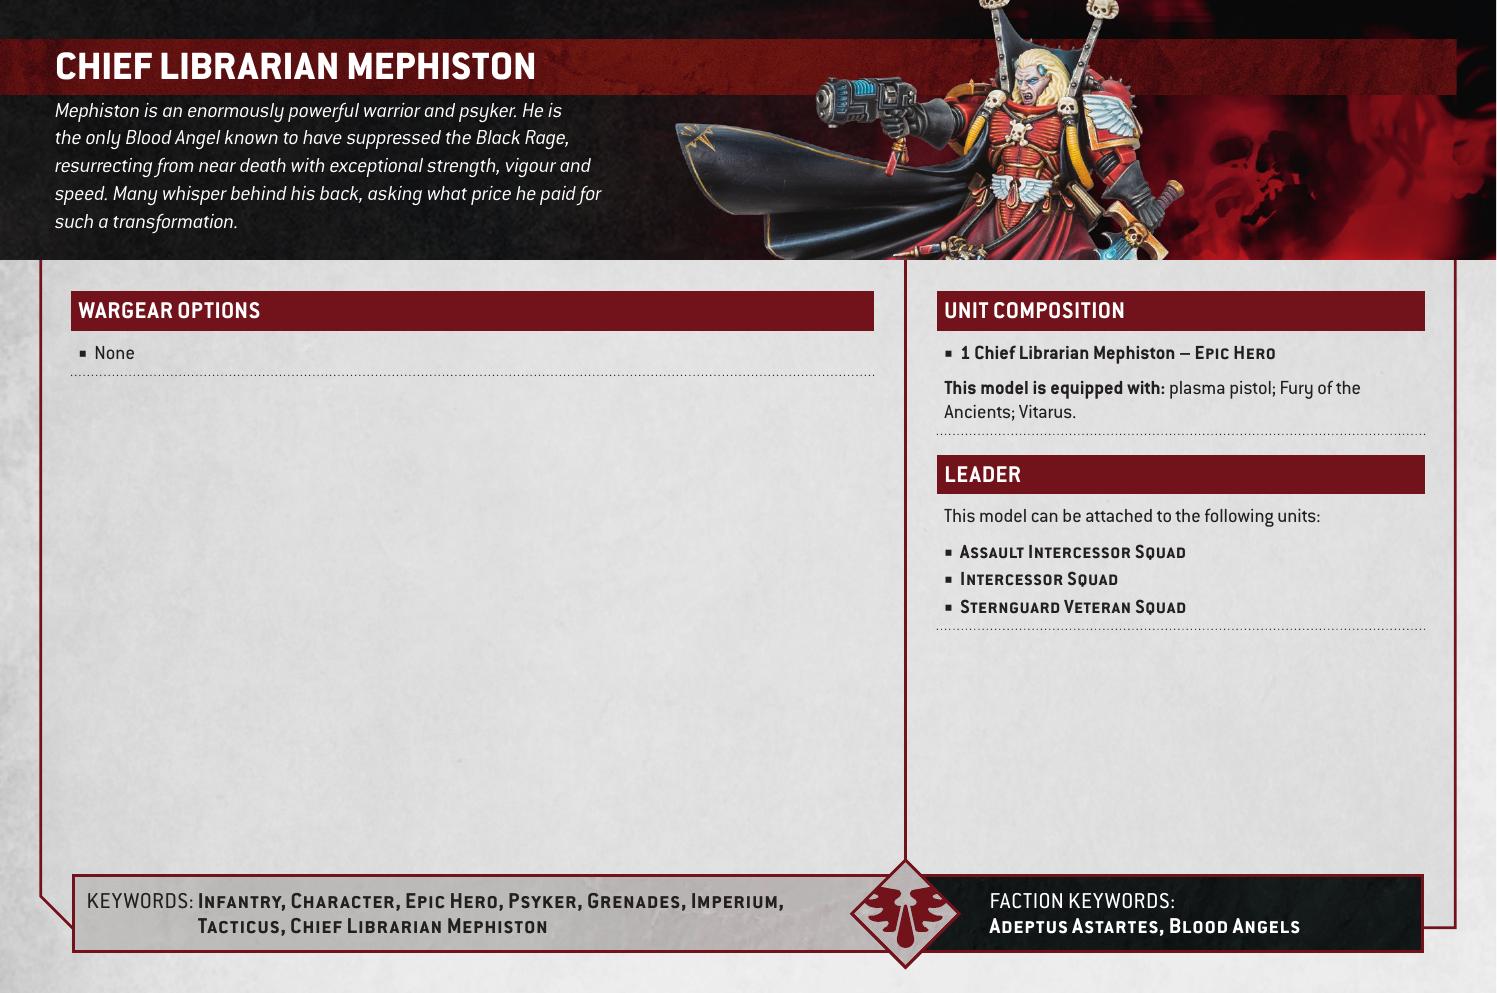 CHIEF LIBRARIAN MEPHISTON
Mephiston is an enormously powerful warrior and psyker. He is
the only Blood Angel known to have suppressed the Black Rage,
resurrecting from near death with exceptional strength, vigour and
speed. Many whisper behind his back, asking what price he paid for
such a transformation.
WARGEAR OPTIONS
▪ None
UNIT COMPOSITION
▪ 1 Chief Librarian Mephiston – Epic Hero
This model is equipped with: plasma pistol; Fury of the
Ancients; Vitarus.
LEADER
This model can be attached to the following units:
▪ Assault Intercessor Squad
▪ Intercessor Squad
▪ Sternguard Veteran Squad
KEYWORDS: Infantry, Character, Epic Hero, Psyker, Grenades, Imperium,
Tacticus, Chief Librarian Mephiston
FACTION KEYWORDS:
Adeptus Astartes, Blood Angels